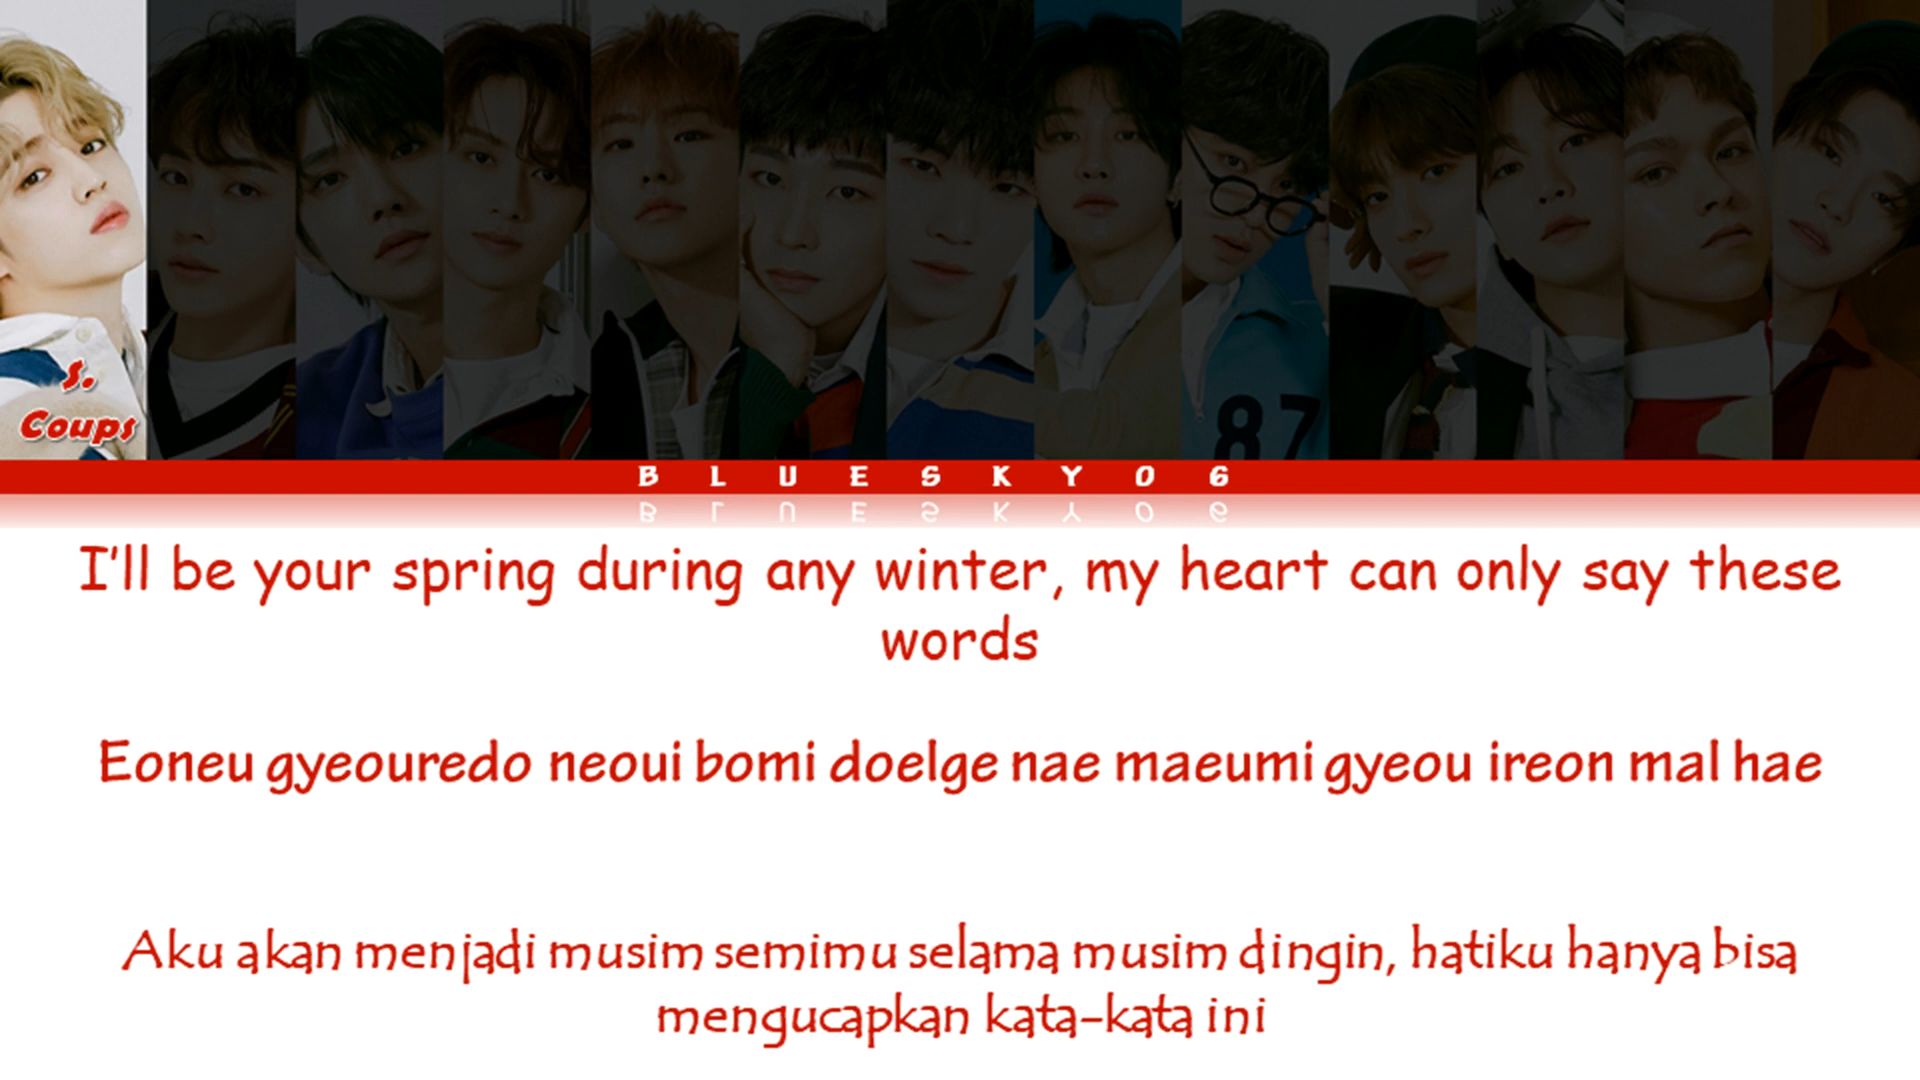 S.
Coups
87
BLUESKY06
I'll be your spring during any winter, my heart can only say these
words
Eoneu gyeouredo neoui bomi doelge nae maeumi gyeou ireon mal hae
Aku akan menjadi musim semimu selama musim dingin, hatiku hanya bisa
mengucapkan kata-kata ini